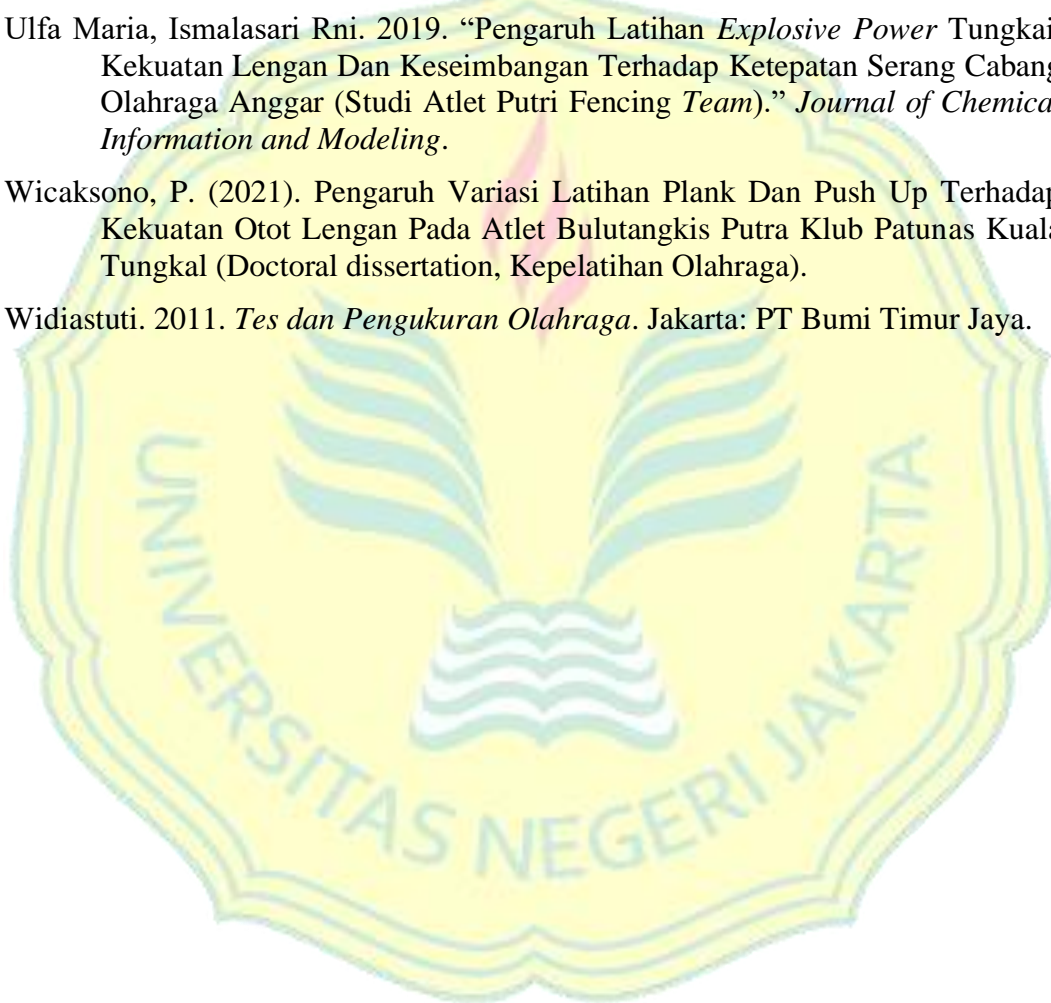 Ulfa Maria, Ismalasari Rni. 2019. “Pengaruh Latihan Explosive Power Tungkai
Kekuatan Lengan Dan Keseimbangan Terhadap Ketepatan Serang Cabang
Olahraga Anggar (Studi Atlet Putri Fencing Team).” Journal of Chemica
Information and Modeling.
Wicaksono, P. (2021). Pengaruh Variasi Latihan Plank Dan Push Up Terhadap
Kekuatan Otot Lengan Pada Atlet Bulutangkis Putra Klub Patunas Kuala
Tungkal (Doctoral dissertation, Kepelatihan Olahraga).
Widiastuti. 2011. Tes dan Pengukuran Olahraga. Jakarta: PT Bumi Timur Jaya.
UNIVERSITAS NEGERI JAKARTA